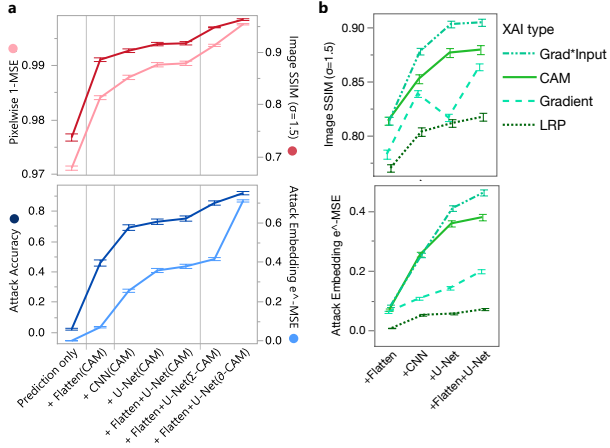 a
b
Pixelwise 1-MSE
0.99
0.98
0.97
0.9
0.8
0.7
Image SSIM (σ=1.5)
Attack Accuracy
0.8
0.6
0.4
0.2
0.0
0.6
0.4
0.2
0.0
Attack Embedding e^-MSE
Prediction only
+ Flatten(CAM)
+ CNN(CAM)
+ U-Net(CAM)
+ Flatten+U-Net(CAM)
+ Flatten+U-Net(Σ-CAM)
+ Flatten+U-Net(∂-CAM)
Image SSIM (σ=1.5)
0.90
0.85
0.80
XAI type
Grad*Input
CAM
Gradient
LRP
Attack Embedding e^-MSE
0.4
0.2
0.0
+Flatten
+CNN
+U-Net
+Flatten+U-Net